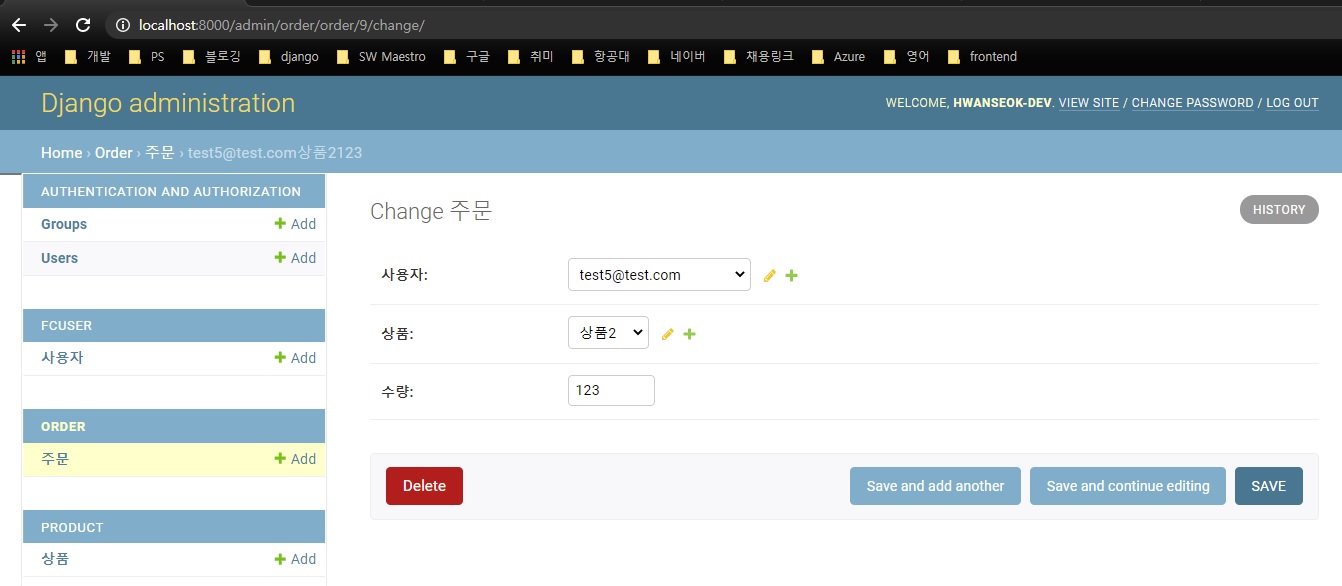 localhost:8000/admin/order/order/9/change/
앱 개발 PS 블로깅 django SW Maestro 구글 취미 항공대 네이버 채용링크 Azure 영어 frontend
Django administration
WELCOME, HWANSEOK-DEV. VIEW SITE / CHANGE PASSWORD / LOG OUT
Home › Order › 주문 › test5@test.com상품2123
AUTHENTICATION AND AUTHORIZATION
Groups + Add
Users + Add
FCUSER
사용자 + Add
ORDER
주문 + Add
PRODUCT
상품 + Add
Change 주문
HISTORY
사용자: test5@test.com
상품: 상품2
수량: 123
Delete Save and add another Save and continue editing SAVE